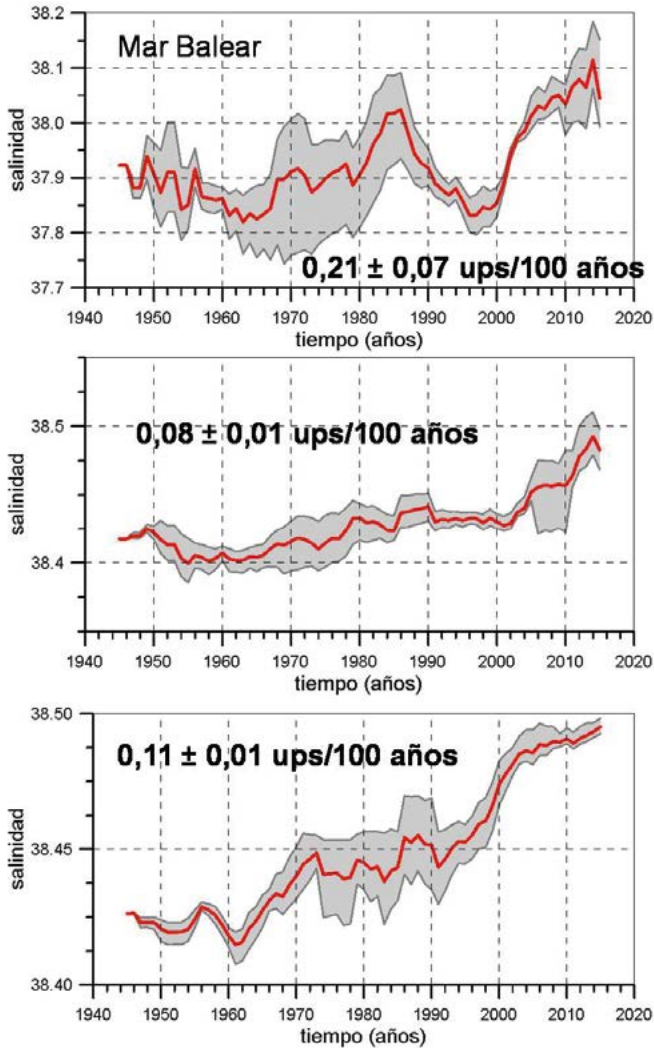 38.2
Mar Balear
38.1
38.0
salinidad
37.9
37.8
0,21 ± 0,07 ups/100 años
37.7
1940 1950 1960 1970 1980 1990 2000 2010 2020
tiempo (años)
0,08 ± 0,01 ups/100 años
38.5
salinidad
38.4
1940 1950 1960 1970 1980 1990 2000 2010 2020
tiempo (años)
38.50
0,11 ± 0,01 ups/100 años
salinidad
38.45
38.40
1940 1950 1960 1970 1980 1990 2000 2010 2020
tiempo (años)